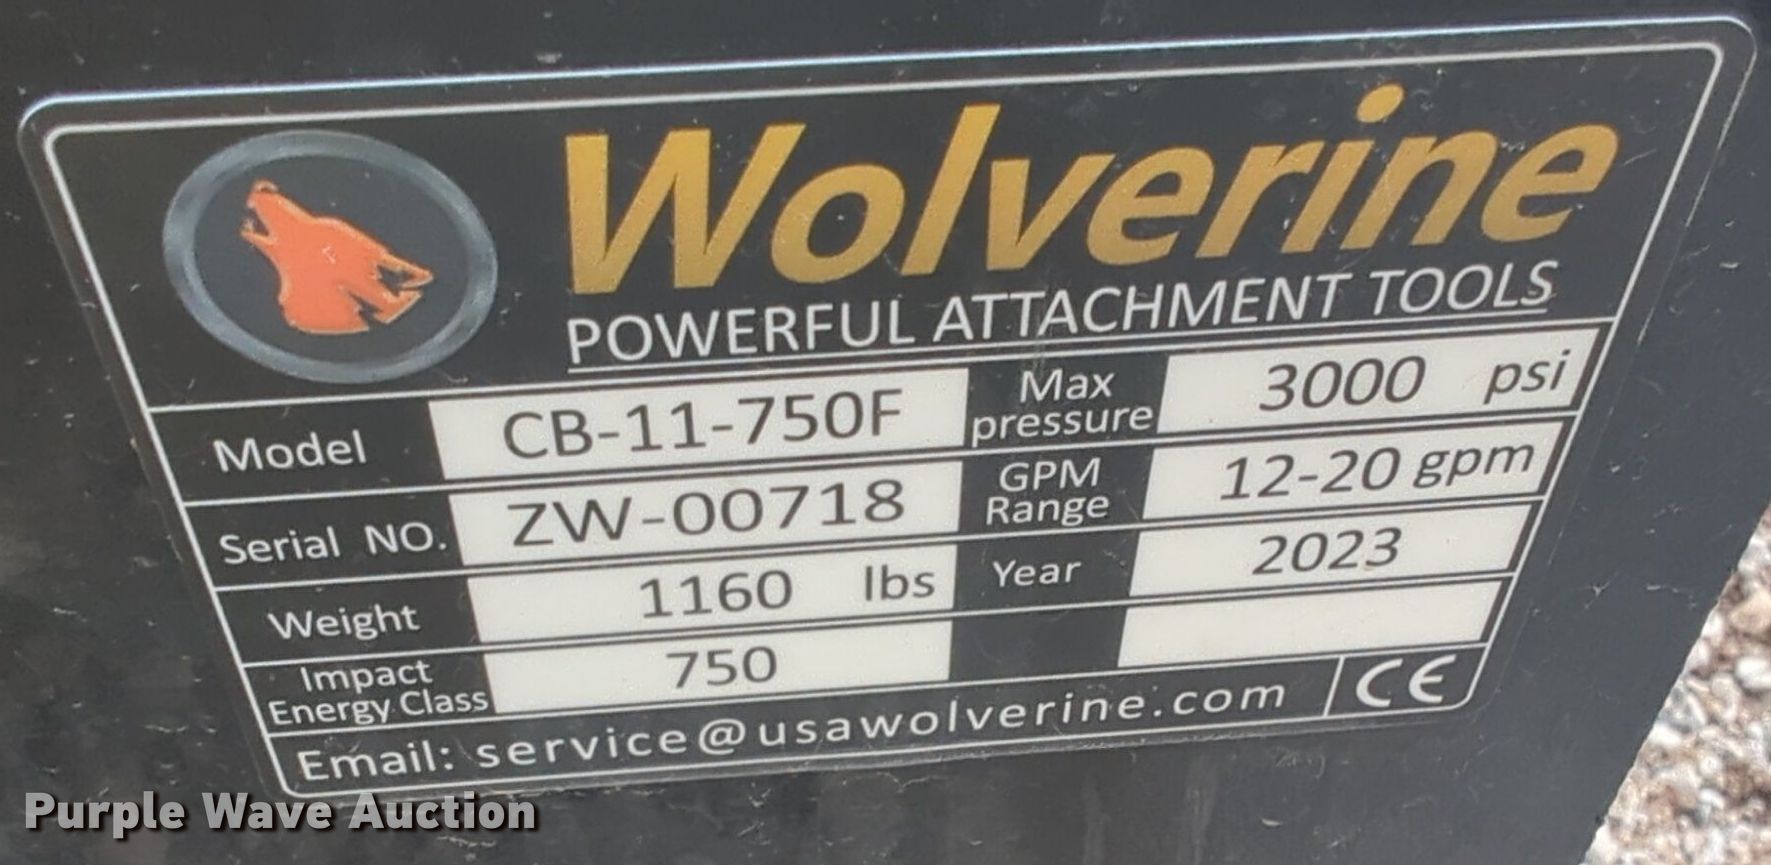 Wolverine
POWERFUL ATTACHMENT TOOLS
Model CB-11-750F Max pressure 3000 psi
Serial NO. ZW-00718 GPM Range 12-20 gpm
Weight 1160 lbs Year 2023
Impact Energy Class 750
Email: service@usawolverine.com CE
Purple Wave Auction